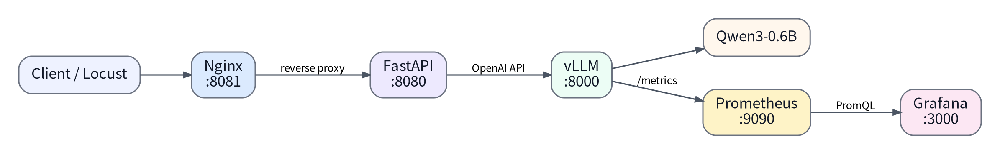 Client / Locust
Nginx
:8081
reverse proxy
FastAPI
:8080
OpenAI API
vLLM
:8000
Qwen3-0.6B
/metrics
Prometheus
:9090
PromQL
Grafana
:3000